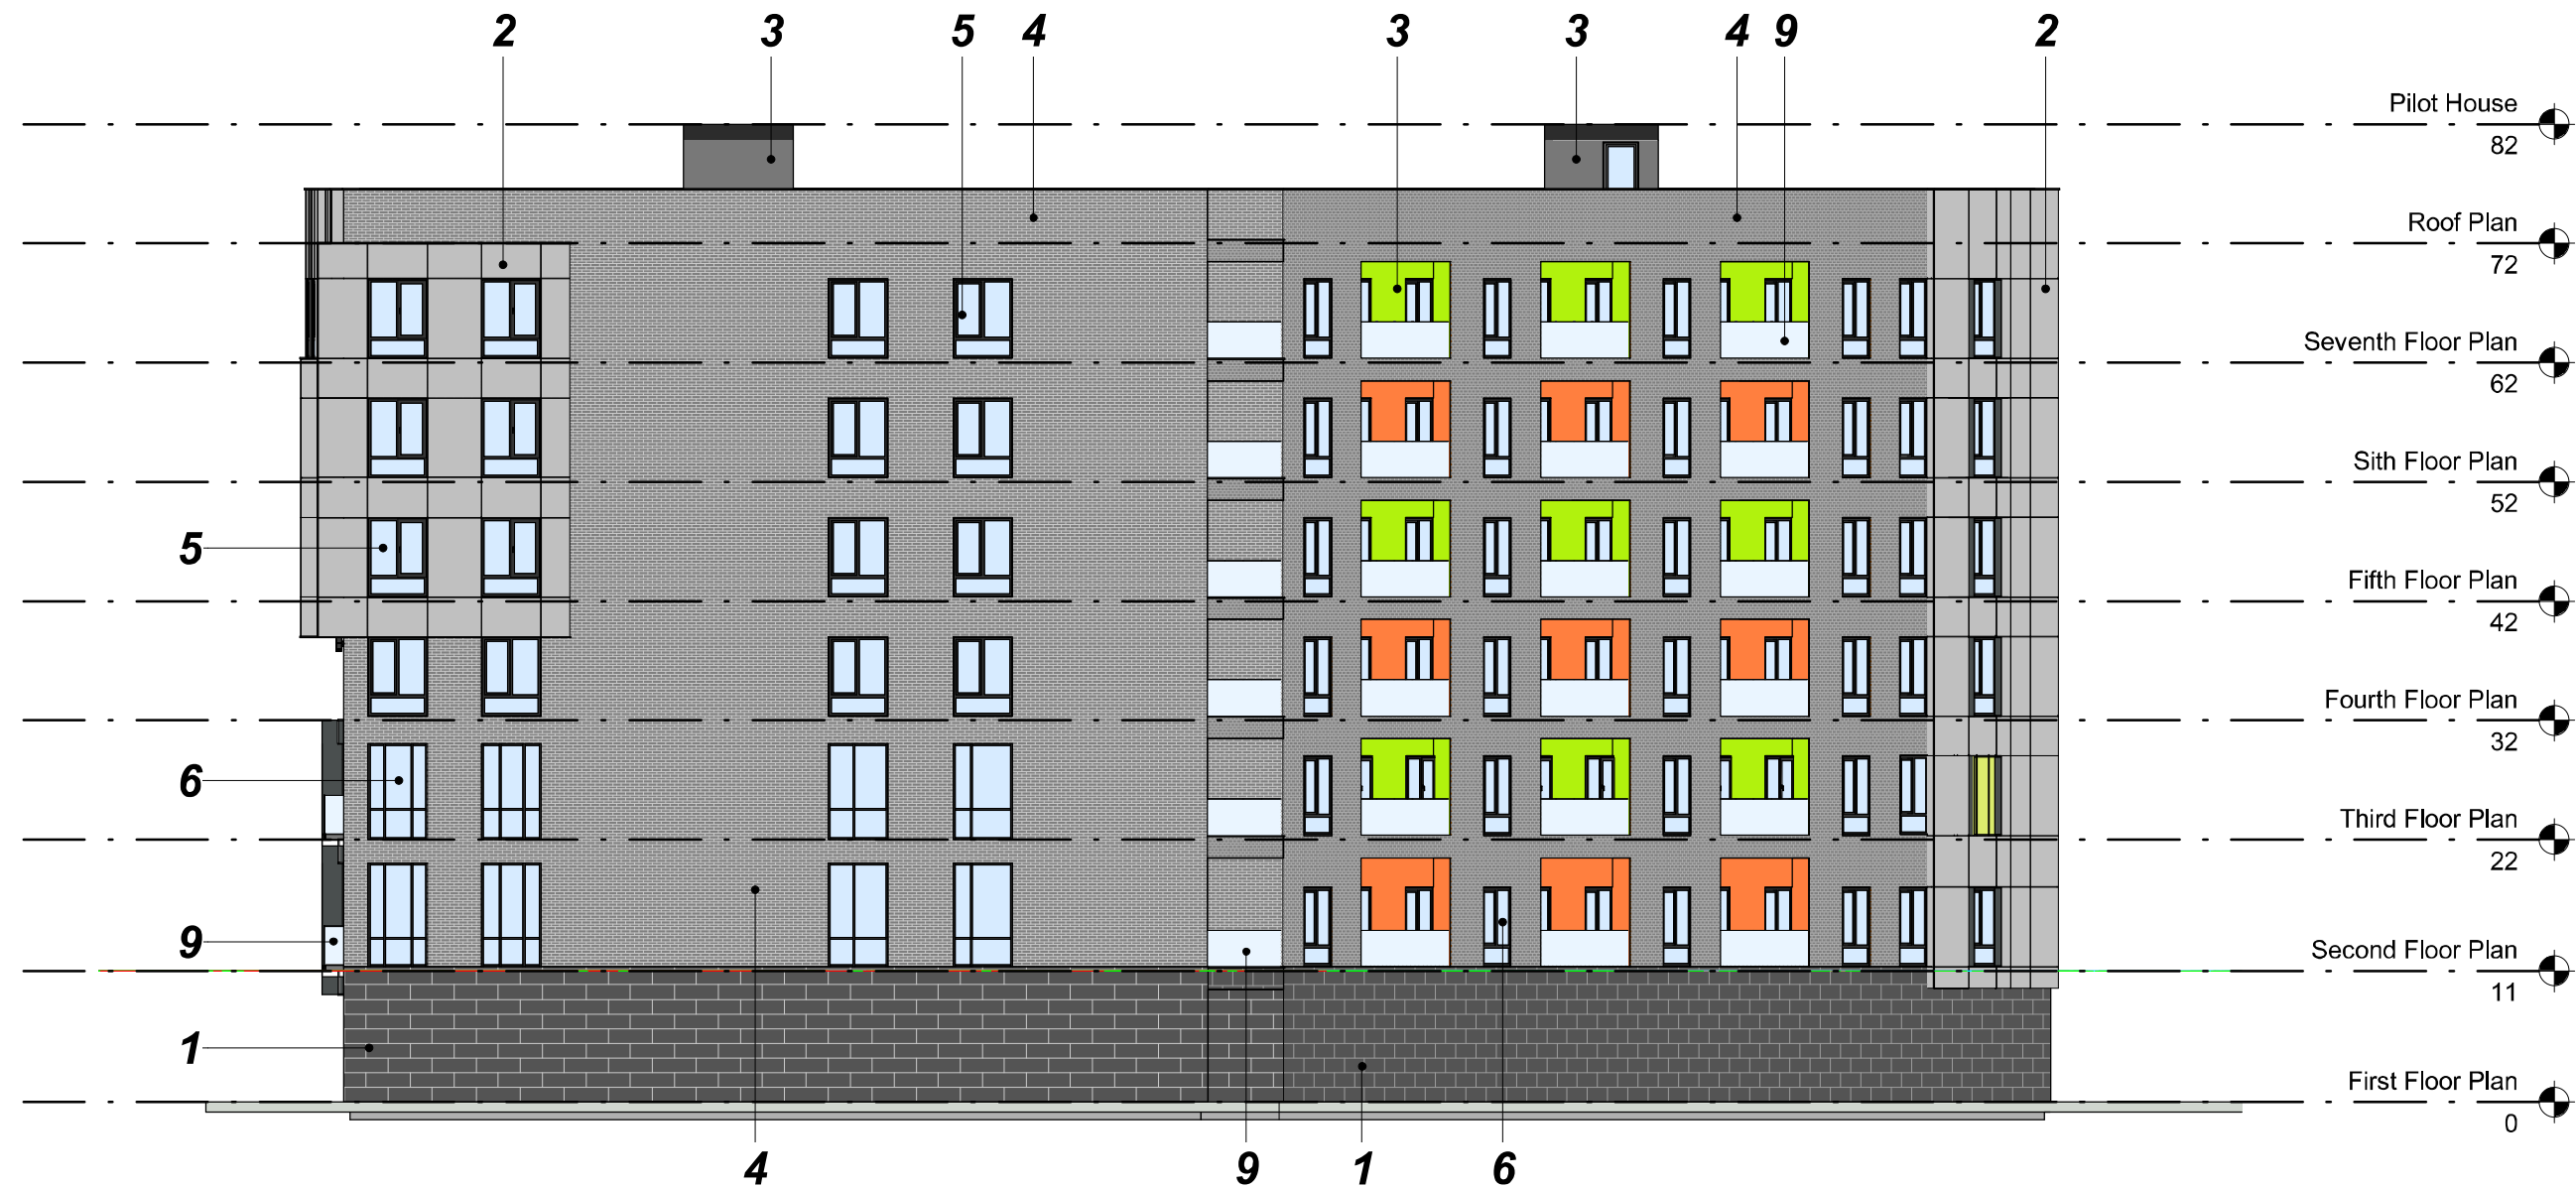 2 3 5 4 3 3 4 9 2
Pilot House
82
Roof Plan
72
Seventh Floor Plan
62
Sith Floor Plan
52
5
Fifth Floor Plan
42
Fourth Floor Plan
32
6
Third Floor Plan
22
9
Second Floor Plan
11
1
First Floor Plan
0
4 9 1 6